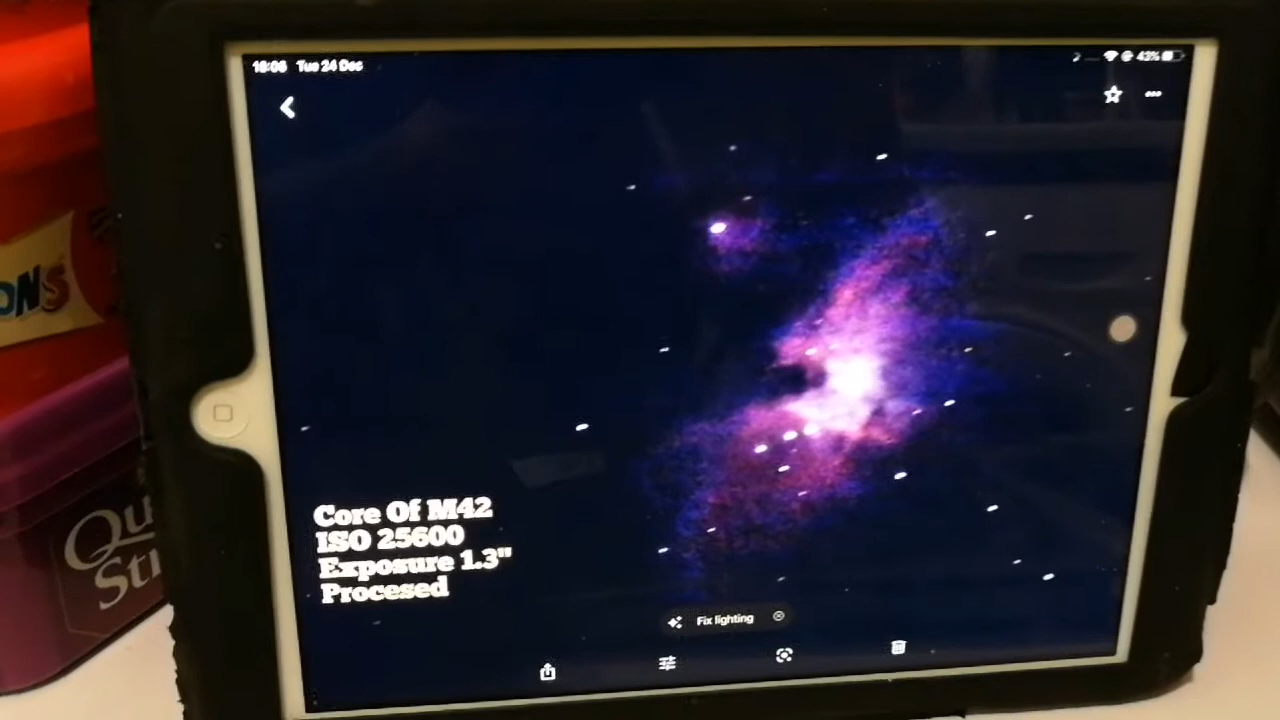 18:06 Tue 24 Dec
43%
ONS
Core Of M42
ISO 25600
Exposure 1.3"
Procesed
Fix lighting
Qu
St